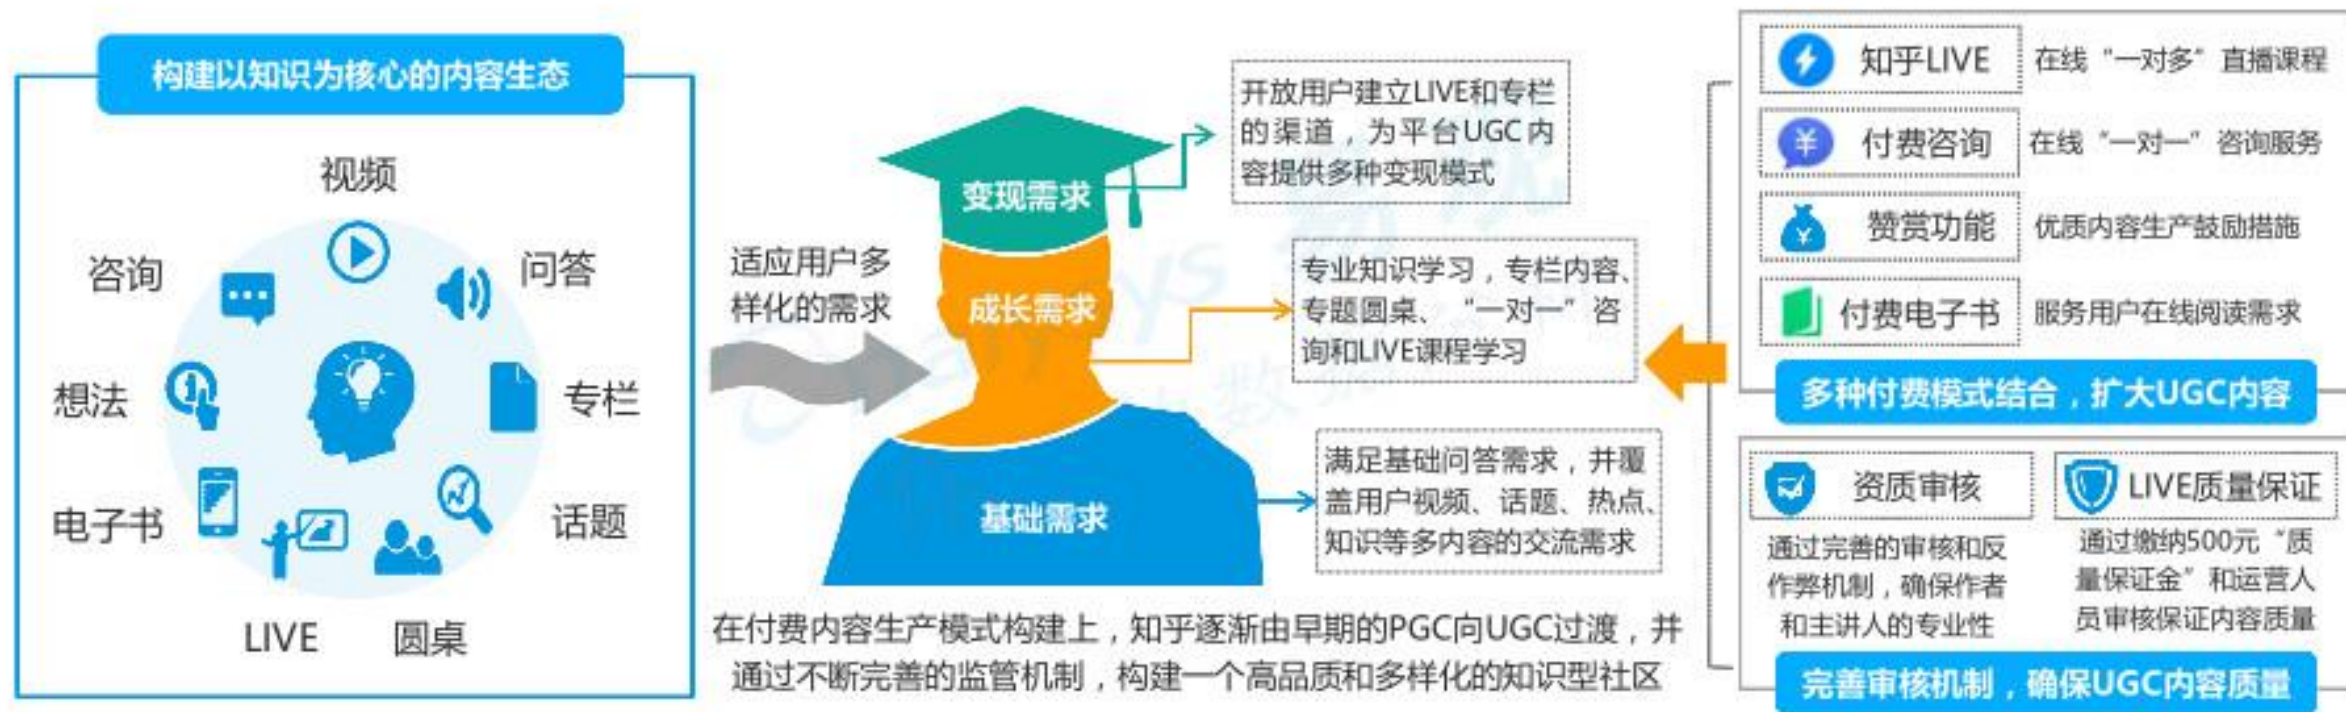 构建以知识为核心的内容生态
视频
咨询
问答
想法
专栏
电子书
话题
LIVE
圆桌
适应用户多
样化的需求
变现需求
成长需求
基础需求
开放用户建立LIVE和专栏
的渠道，为平台UGC内
容提供多种变现模式
专业知识学习，专栏内容、
专题圆桌、“一对一”咨
询和LIVE课程学习
满足基础问答需求，并覆
盖用户视频、话题、热点、
知识等多内容的交流需求
在付费内容生产模式构建上，知乎逐渐由早期的PGC向UGC过渡，并
通过不断完善的监管机制，构建一个高品质和多样化的知识型社区
知乎LIVE
在线“一对多”直播课程
付费咨询
在线“一对一”咨询服务
赞赏功能
优质内容生产鼓励措施
付费电子书
服务用户在线阅读需求
多种付费模式结合，扩大UGC内容
资质审核
通过完善的审核和反
作弊机制，确保作者
和主讲人的专业性
LIVE质量保证
通过缴纳500元“质
量保证金”和运营人
员审核保证内容质量
完善审核机制，确保UGC内容质量